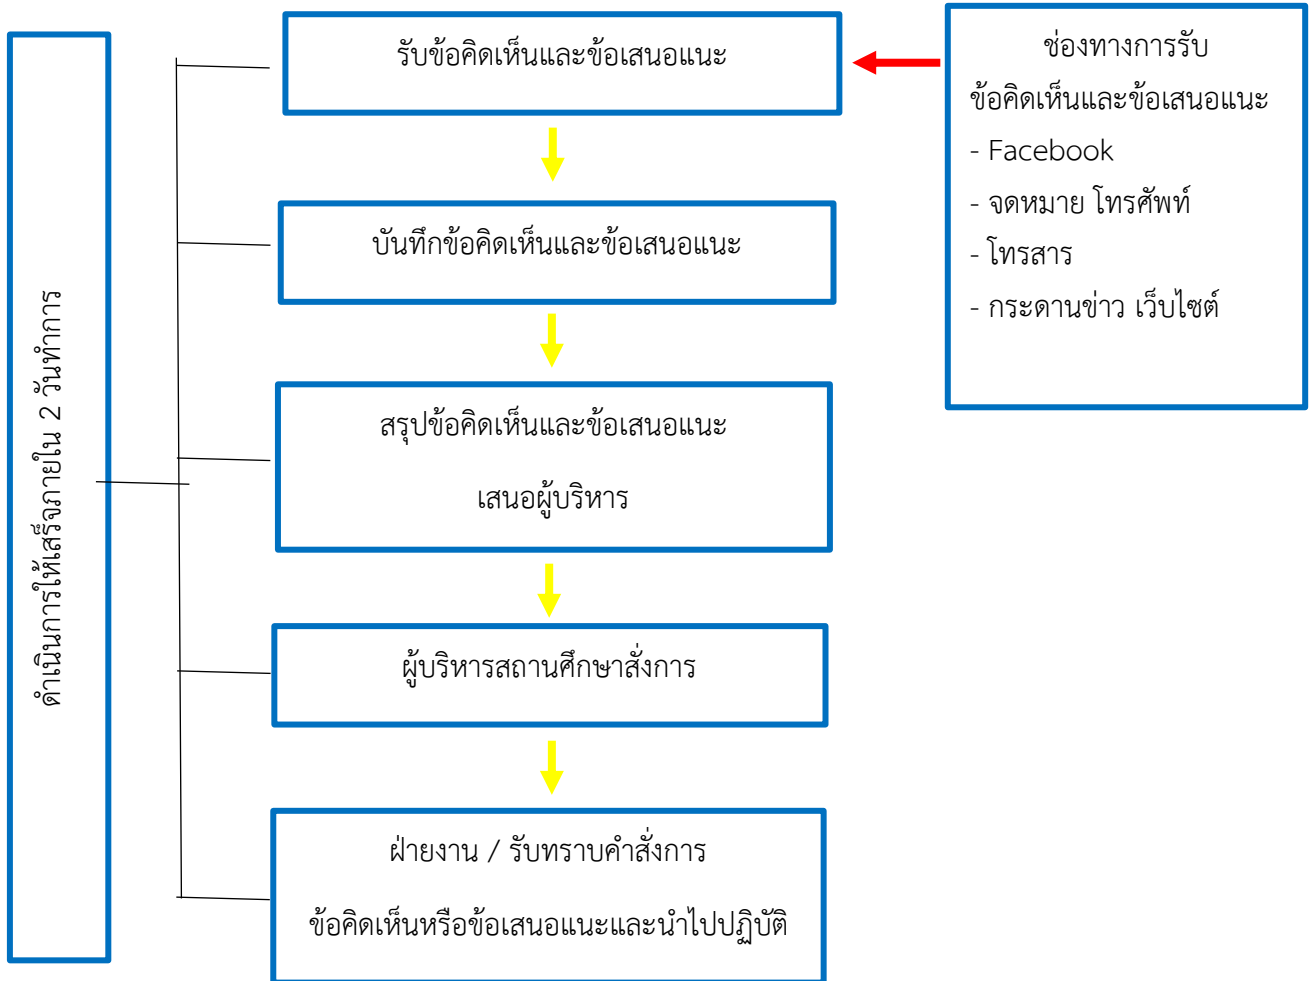 รับข้อคิดเห็นและข้อเสนอแนะ
ช่องทางการรับ
ข้อคิดเห็นและข้อเสนอแนะ
- Facebook
- จดหมาย โทรศัพท์
- โทรสาร
- กระดานข่าว เว็บไซต์
บันทึกข้อคิดเห็นและข้อเสนอแนะ
สรุปข้อคิดเห็นและข้อเสนอแนะ
เสนอผู้บริหาร
ผู้บริหารสถานศึกษาสั่งการ
ฝ่ายงาน / รับทราบคำสั่งการ
ข้อคิดเห็นหรือข้อเสนอแนะและนำไปปฏิบัติ
ดำเนินการให้เสร็จภายใน 2 วันทำการ